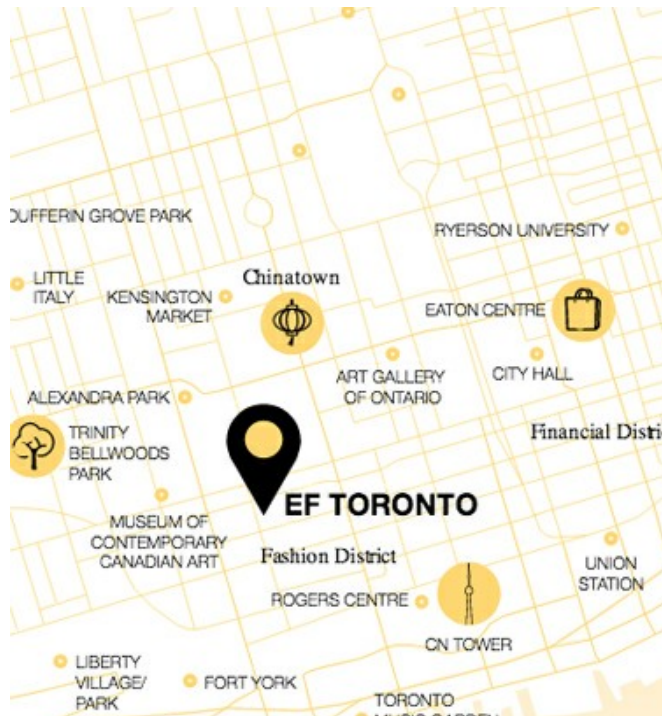 DUFFERIN GROVE PARK
RYERSON UNIVERSITY
LITTLE
ITALY
KENSINGTON
MARKET
Chinatown
EATON CENTRE
ART GALLERY
OF ONTARIO
CITY HALL
ALEXANDRA PARK
TRINITY
BELLWOODS
PARK
Financial Distri
EF TORONTO
MUSEUM OF
CONTEMPORARY
CANADIAN ART
Fashion District
UNION
STATION
ROGERS CENTRE
CN TOWER
LIBERTY
VILLAGE/
PARK
FORT YORK
TORONTO
MUSIC GARDEN